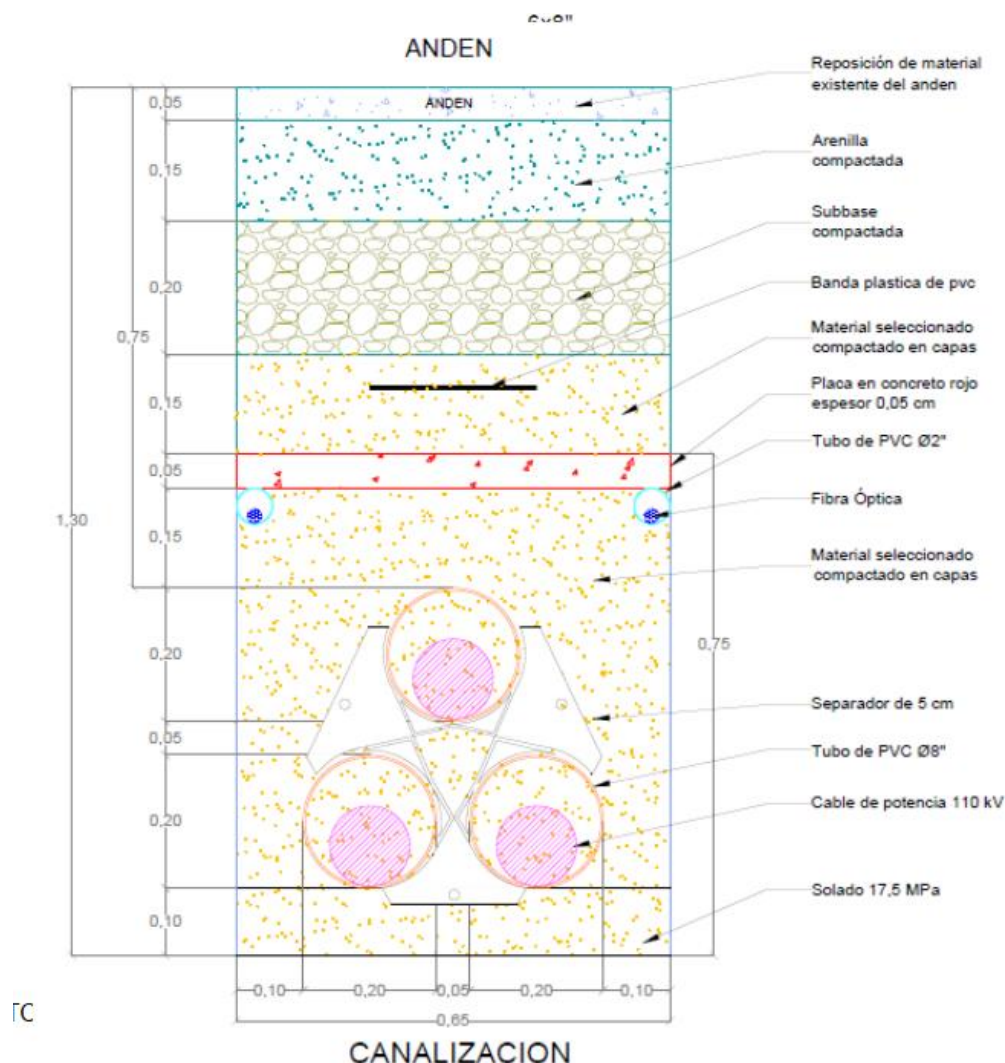 6x8"
ANDEN
Reposición de material
existente del anden
0,05
ANDEN
0,15
Arenilla
compactada
Subbase
compactada
0,20
Banda plastica de pvc
0,75
Material seleccionado
compactado en capas
0,15
Placa en concreto rojo
espesor 0,05 cm
Tubo de PVC Ø2"
0,05
Fibra Óptica
1,30
0,15
Material seleccionado
compactado en capas
0,75
0,20
Separador de 5 cm
0,05
Tubo de PVC Ø8"
Cable de potencia 110 kV
0,20
Solado 17,5 MPa
0,10
0,10
0,20
0,05
0,20
0,10
TC
0,65
CANALIZACION